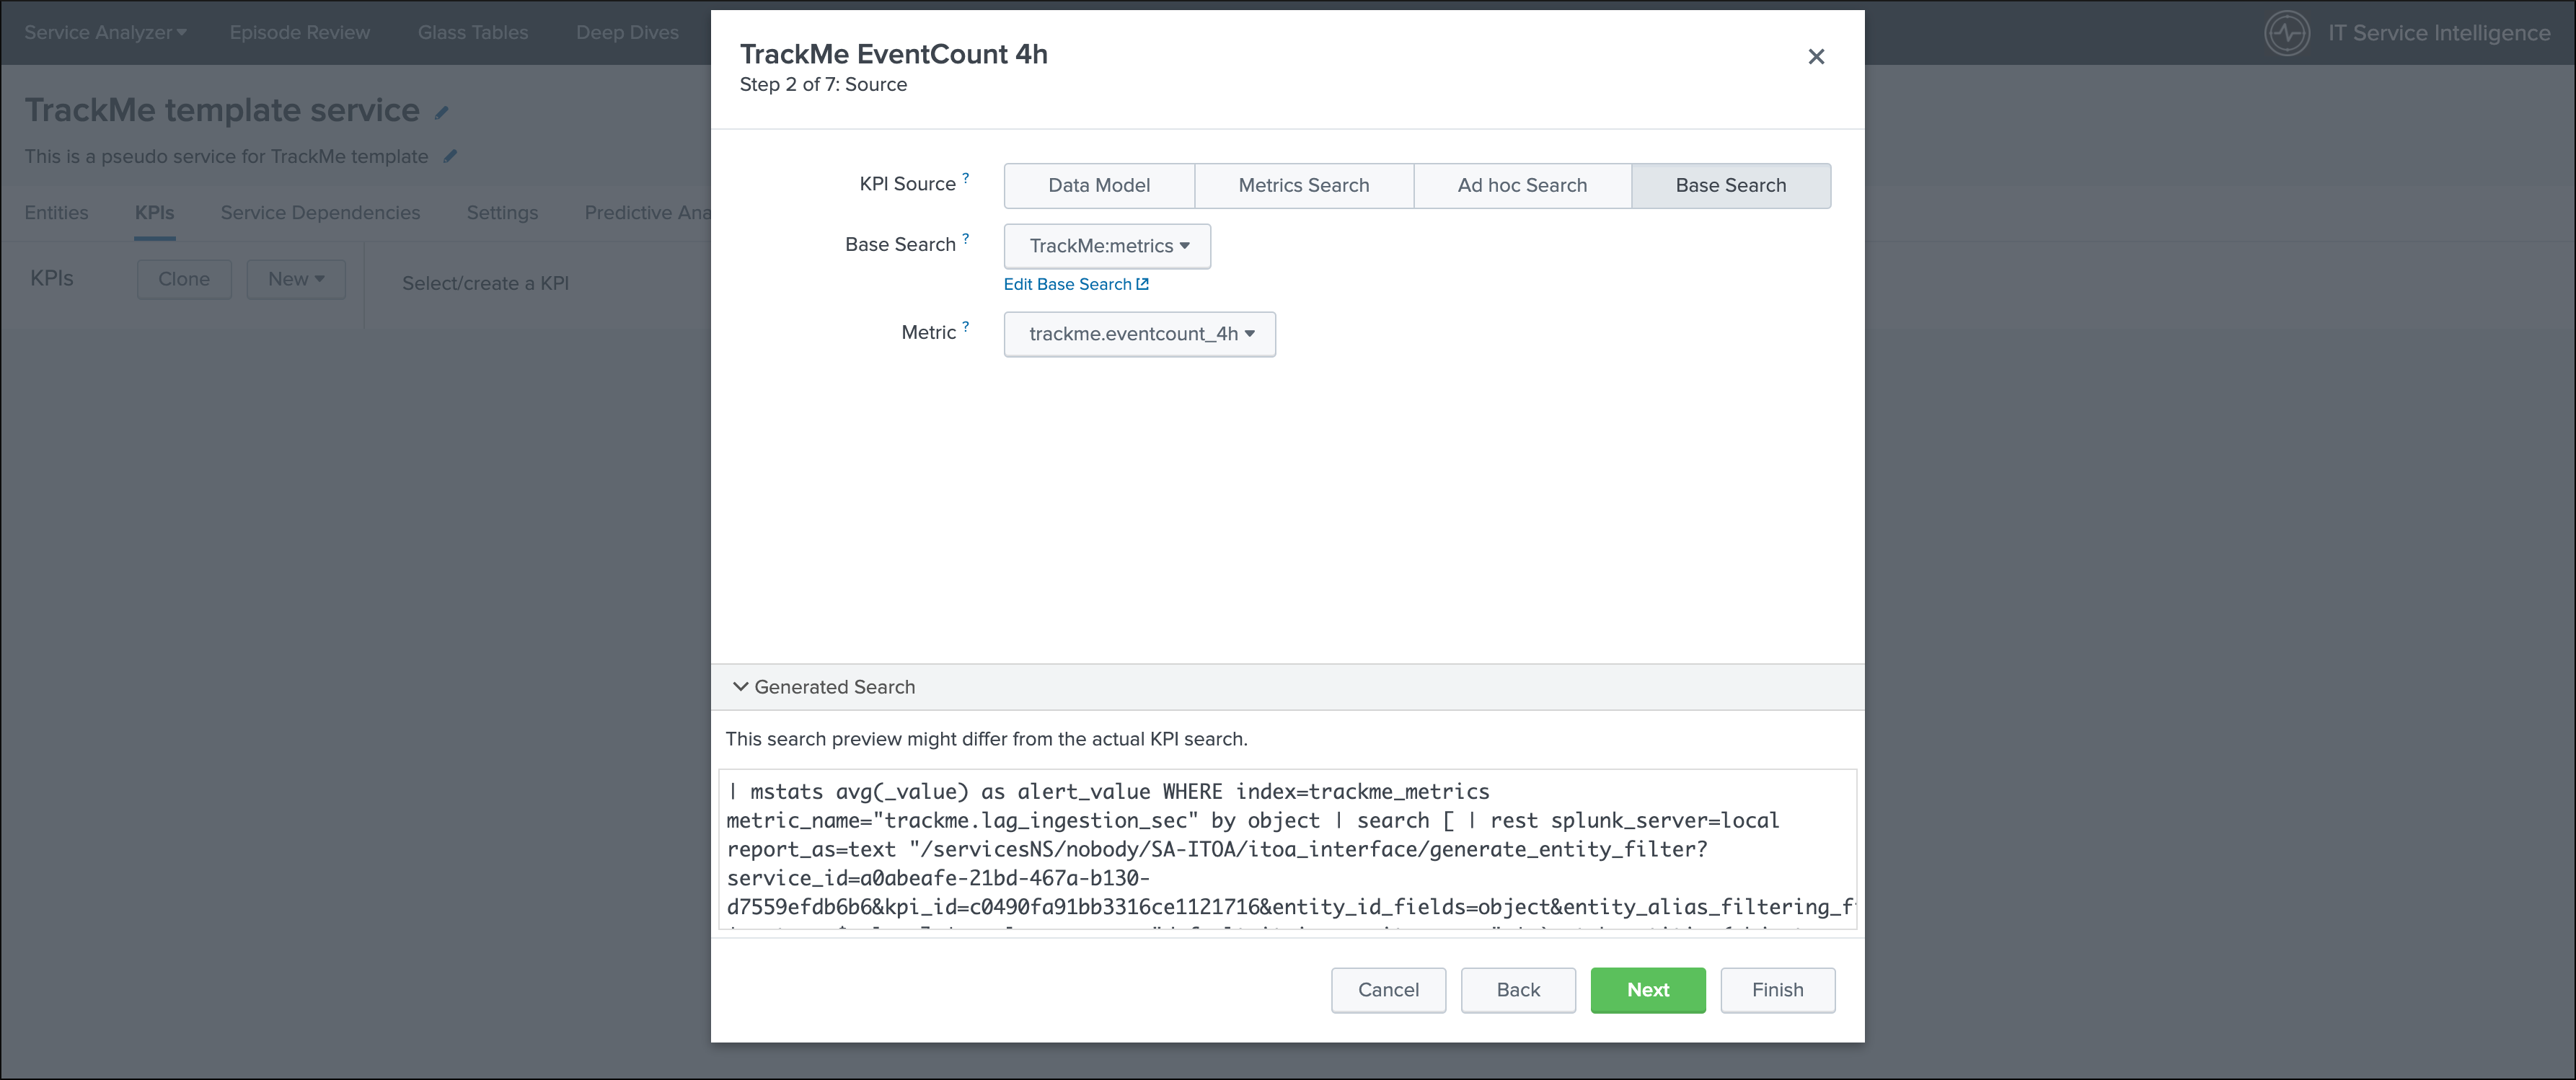 Service Analyzer Episode Review Glass Tables Deep Dives
IT Service Intelligence
TrackMe template service
This is a pseudo service for TrackMe template
Entities KPIs Service Dependencies Settings Predictive Ana
KPIs Clone New Select/create a KPI
TrackMe EventCount 4h
Step 2 of 7: Source
KPI Source ? Data Model Metrics Search Ad hoc Search Base Search
Base Search ? TrackMe:metrics
Edit Base Search
Metric ? trackme.eventcount_4h
Generated Search
This search preview might differ from the actual KPI search.
| mstats avg(_value) as alert_value WHERE index=trackme_metrics
metric_name="trackme.lag_ingestion_sec" by object | search [ | rest splunk_server=local
report_as=text "/servicesNS/nobody/SA-ITOA/itoa_interface/generate_entity_filter?
service_id=a0abeafe-21bd-467a-b130-
d7559efdb6b6&kpi_id=c0490fa91bb3316ce1121716&entity_id_fields=object&entity_alias_filtering_f
Cancel Back Next Finish